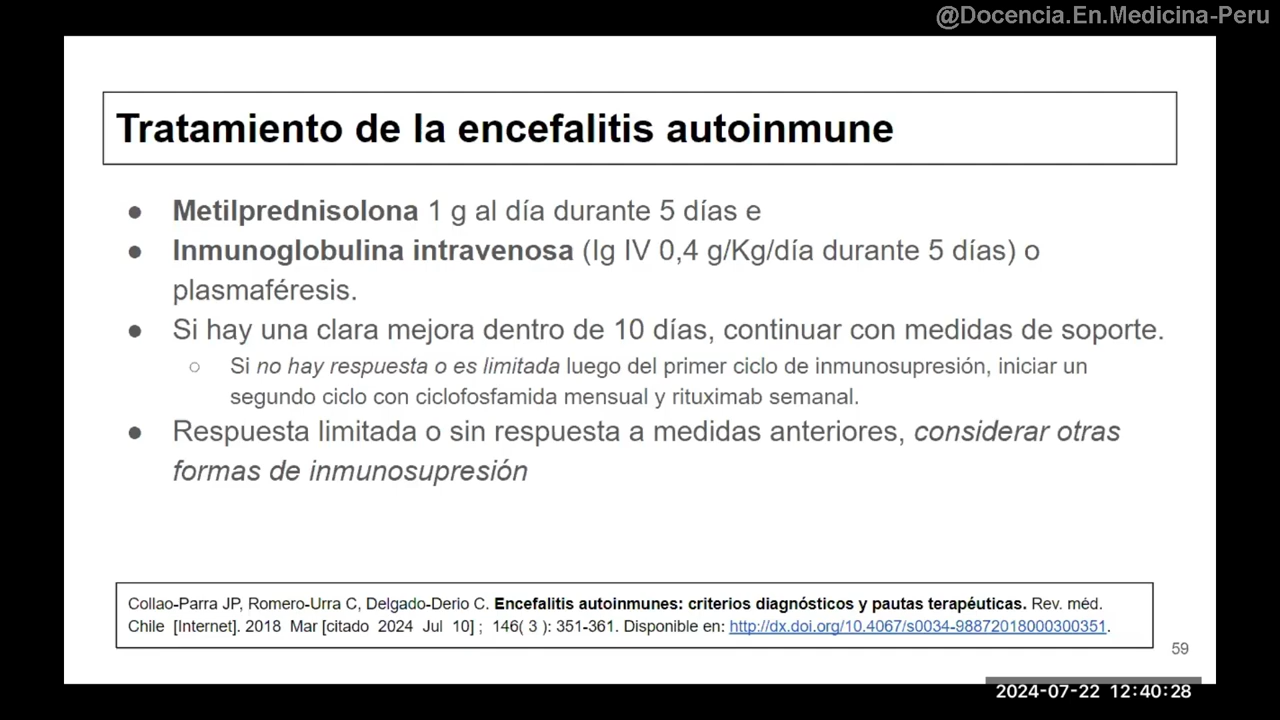 @Docencia.En.Medicina-Peru
Tratamiento de la encefalitis autoinmune
● Metilprednisolona 1 g al día durante 5 días e
● Inmunoglobulina intravenosa (Ig IV 0,4 g/Kg/día durante 5 días) o
plasmaféresis.
● Si hay una clara mejora dentro de 10 días, continuar con medidas de soporte.
○ Si no hay respuesta o es limitada luego del primer ciclo de inmunosupresión, iniciar un
segundo ciclo con ciclofosfamida mensual y rituximab semanal.
● Respuesta limitada o sin respuesta a medidas anteriores, considerar otras
formas de inmunosupresión
Collao-Parra JP, Romero-Urra C, Delgado-Derio C. Encefalitis autoinmunes: criterios diagnósticos y pautas terapéuticas. Rev. méd.
Chile [Internet]. 2018 Mar [citado 2024 Jul 10] ; 146( 3 ): 351-361. Disponible en: http://dx.doi.org/10.4067/s0034-98872018000300351.
59
2024-07-22 12:40:28